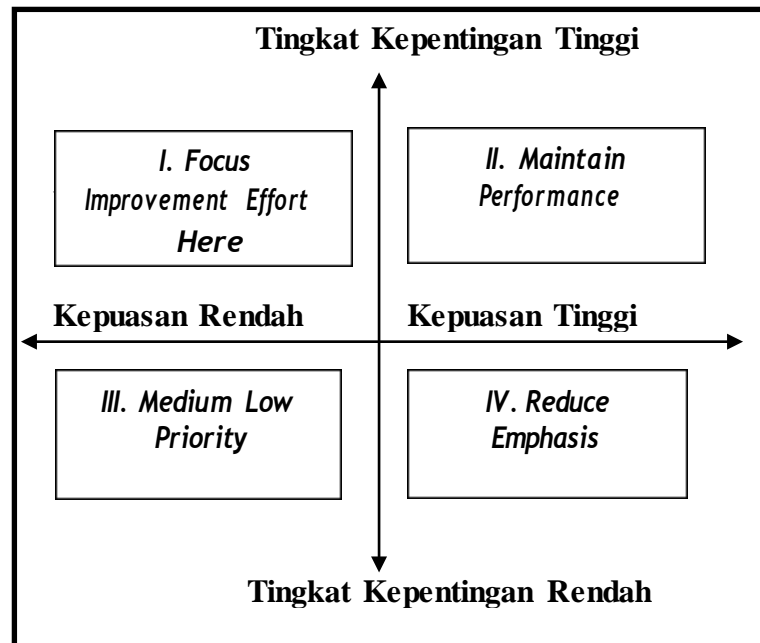 Tingkat Kepentingan Tinggi
I. Focus
Improvement Effort
Here
II. Maintain
Performance
Kepuasan Rendah
Kepuasan Tinggi
III. Medium Low
Priority
IV. Reduce
Emphasis
Tingkat Kepentingan Rendah